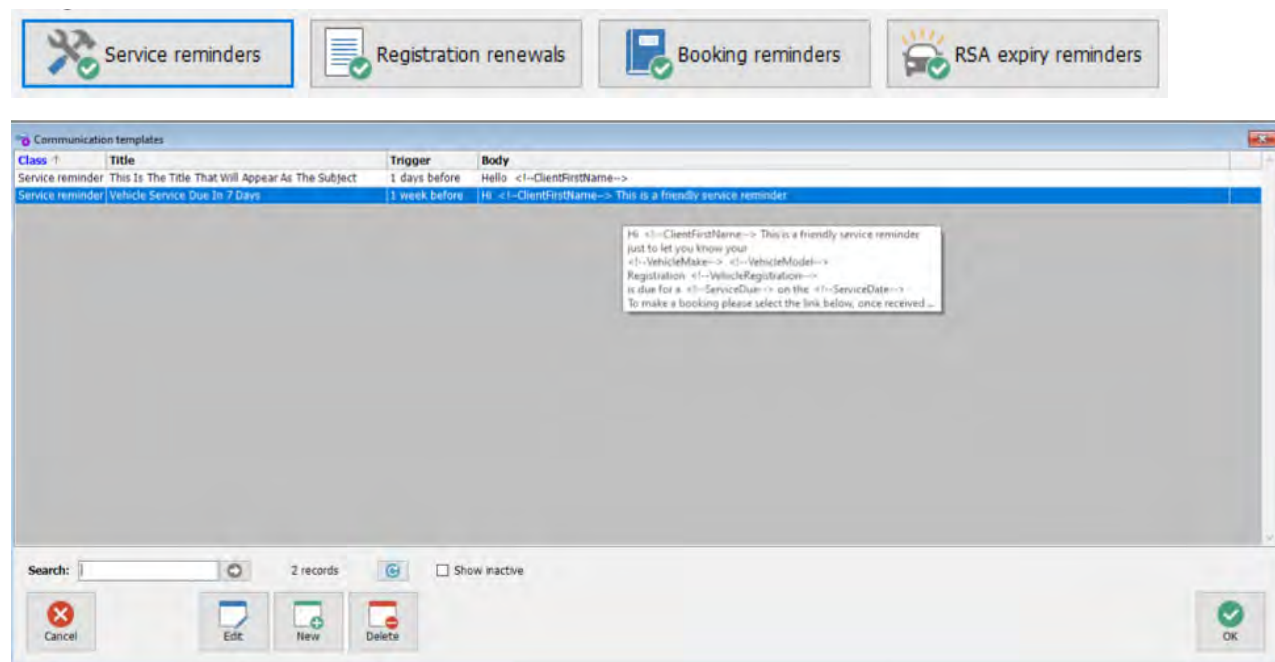 Service reminders
Registration renewals
Booking reminders
RSA expiry reminders
Communication templates
Class ↑ Title Trigger Body
Service reminder This Is The Title That Will Appear As The Subject 1 days before Hello <!--ClientFirstName-->
Service reminder Vehicle Service Due In 7 Days 1 week before Hi <!--ClientFirstName--> This is a friendly service reminder
Hi <!--ClientFirstName--> This is a friendly service reminder
just to let you know your
<!--VehicleMake--> <!--VehicleModel-->
Registration <!--VehicleRegistration-->
is due for a <!--ServiceDue--> on the <!--ServiceDate-->
To make a booking please select the link below, once received ...
Search: 2 records Show inactive
Cancel Edit New Delete OK